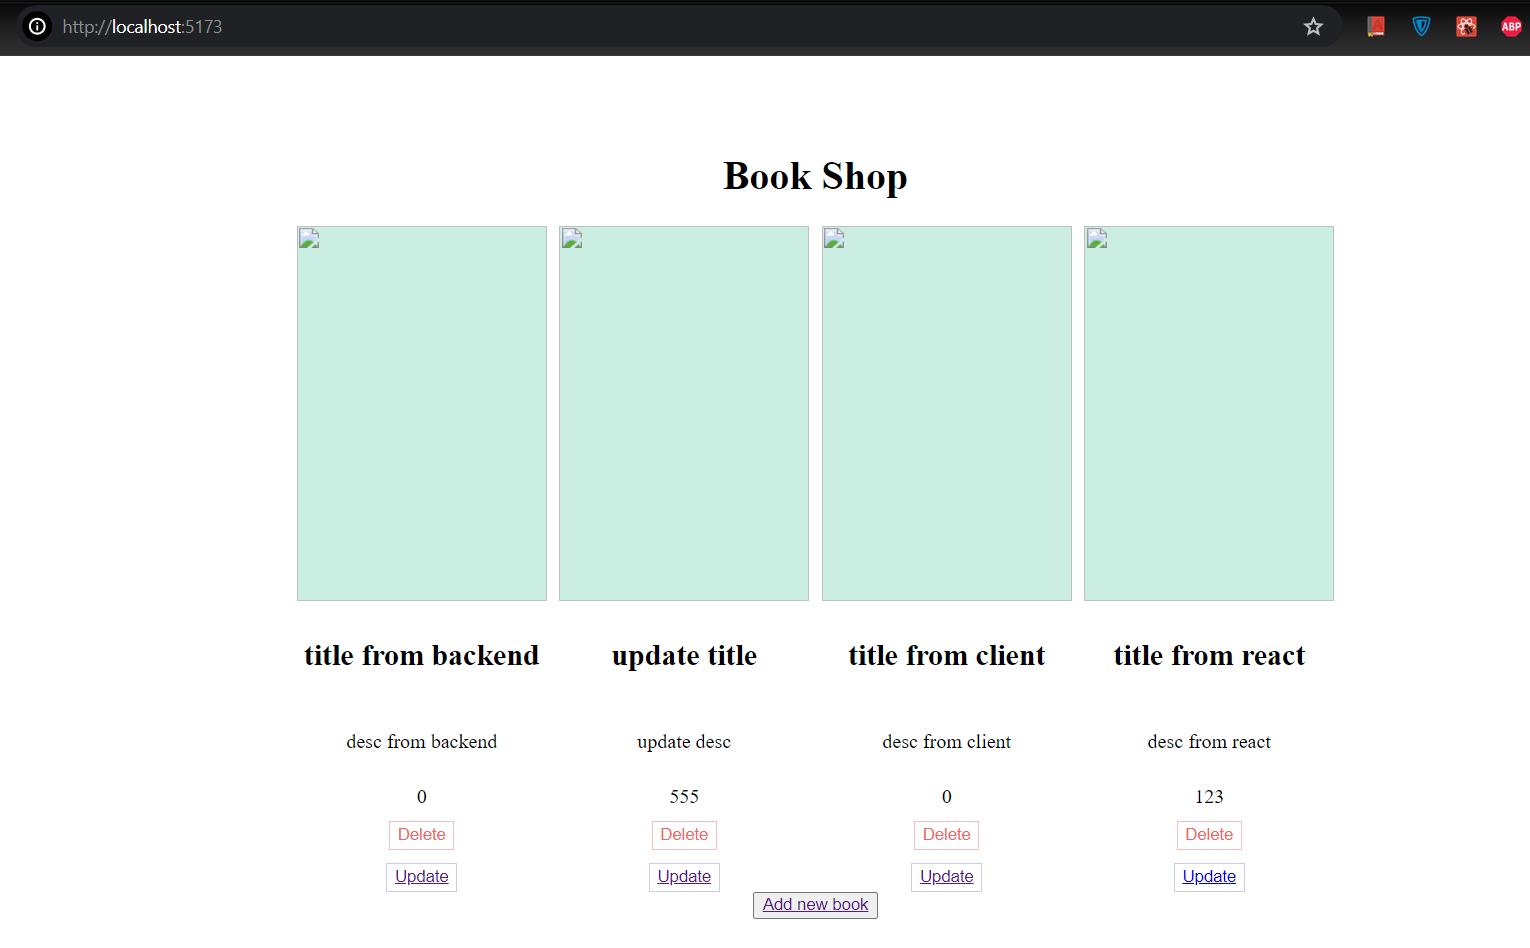 http://localhost:5173
ABP
Book Shop
title from backend
update title
title from client
title from react
desc from backend
update desc
desc from client
desc from react
0
555
0
123
Delete
Delete
Delete
Delete
Update
Update
Update
Update
Add new book